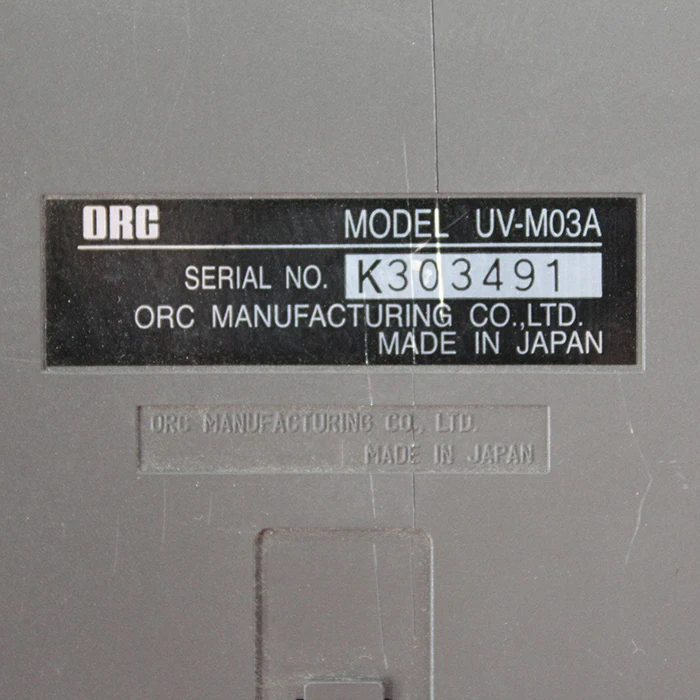 ORC MODEL UV-M03A
SERIAL NO. K303491
ORC MANUFACTURING CO.,LTD.
MADE IN JAPAN
ORC MANUFACTURING CO., LTD.
MADE IN JAPAN